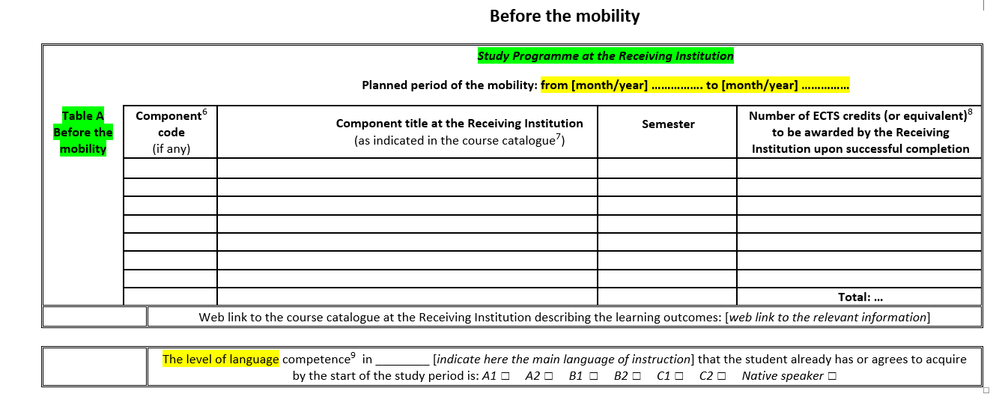 Before the mobility
Study Programme at the Receiving Institution
Planned period of the mobility: from [month/year] ……………. to [month/year] ……………
Table A
Before the
mobility
Component⁶
code
(if any)
Component title at the Receiving Institution
(as indicated in the course catalogue⁷)
Semester
Number of ECTS credits (or equivalent)⁸
to be awarded by the Receiving
Institution upon successful completion
Total: …
Web link to the course catalogue at the Receiving Institution describing the learning outcomes: [web link to the relevant information]
The level of language competence⁹ in ________ [indicate here the main language of instruction] that the student already has or agrees to acquire
by the start of the study period is: A1 ☐ A2 ☐ B1 ☐ B2 ☐ C1 ☐ C2 ☐ Native speaker ☐